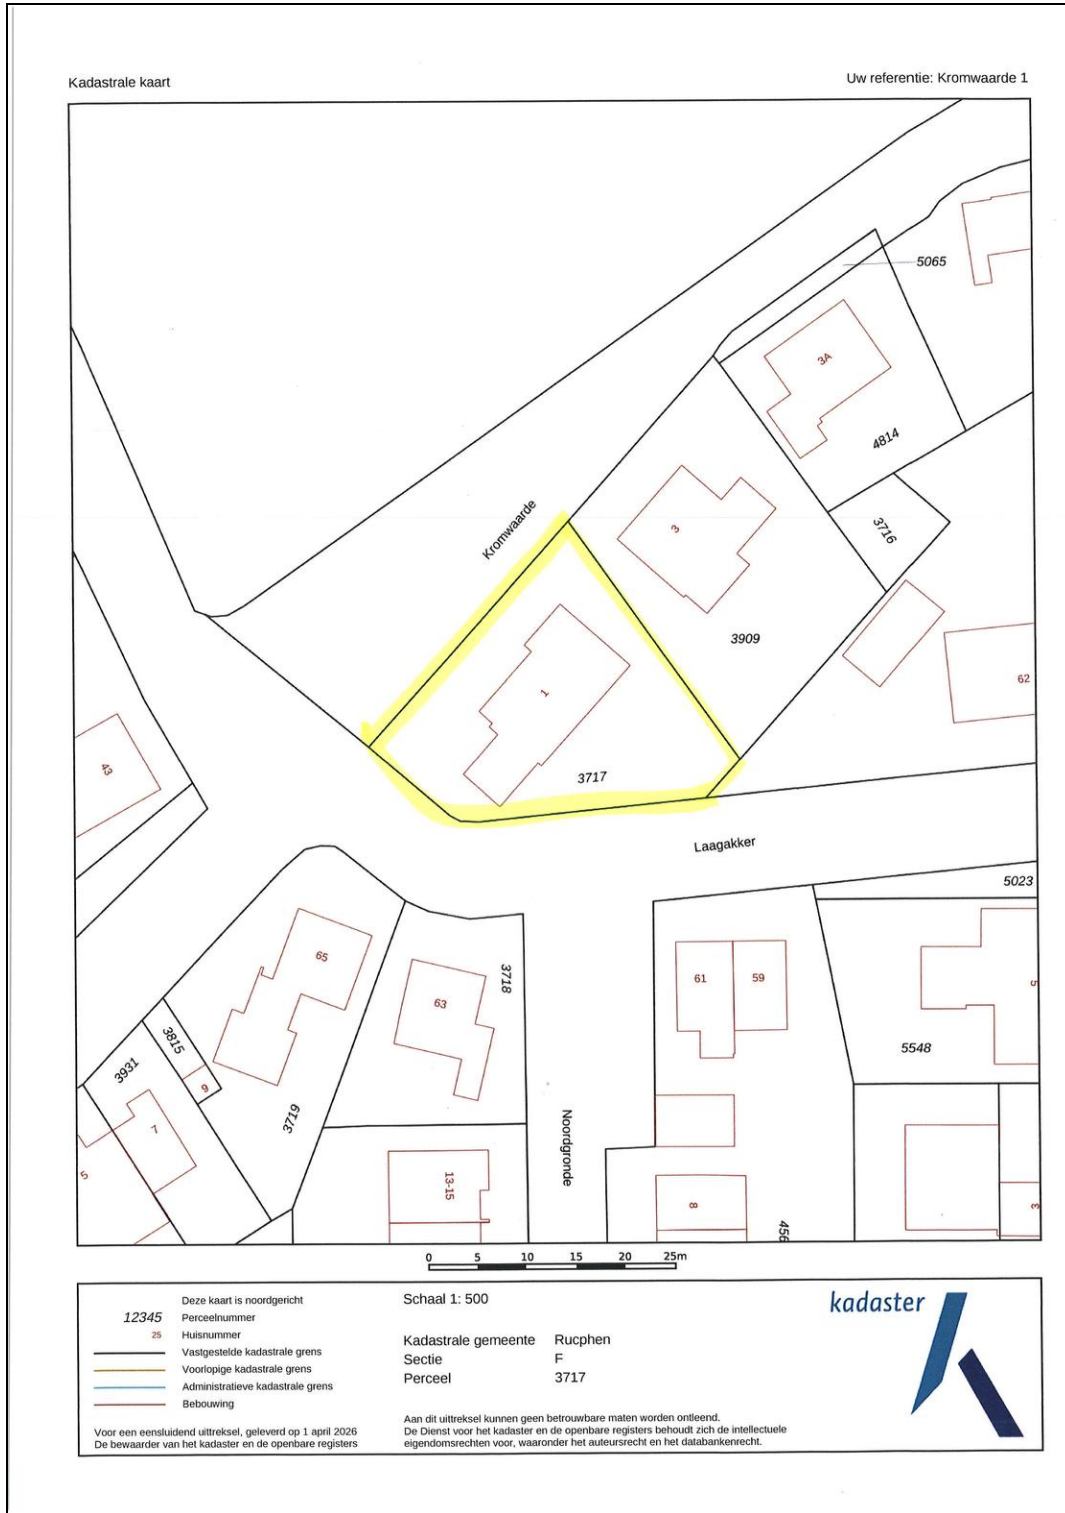 Kadastrale kaart
Uw referentie: Kromwaarde 1
5065
3A
4814
Kromwaarde
3
3716
3909
62
1
43
3717
Laagakker
5023
65
3718
63
61
59
5
5548
3815
3931
9
7
3719
5
Noordgronde
13-15
8
456
3
0 5 10 15 20 25m
Deze kaart is noordgericht
12345 Perceelnummer
25 Huisnummer
Vastgestelde kadastrale grens
Voorlopige kadastrale grens
Administratieve kadastrale grens
Bebouwing
Voor een eensluidend uittreksel, geleverd op 1 april 2026
De bewaarder van het kadaster en de openbare registers
Schaal 1: 500
Kadastrale gemeente Rucphen
Sectie F
Perceel 3717
Aan dit uittreksel kunnen geen betrouwbare maten worden ontleend.
De Dienst voor het kadaster en de openbare registers behoudt zich de intellectuele
eigendomsrechten voor, waaronder het auteursrecht en het databankenrecht.
kadaster